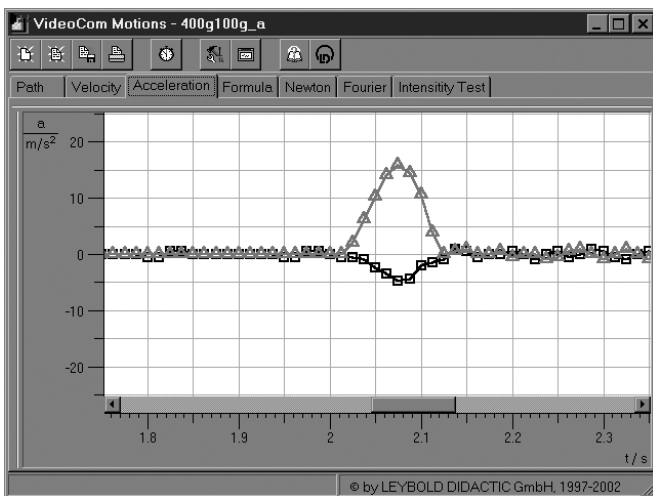 VideoCom Motions - 400g100g_a
Path Velocity Acceleration Formula Newton Fourier Intensitity Test
a
m/s²
20
10
0
-10
-20
1.8 1.9 2 2.1 2.2 2.3
t / s
© by LEYBOLD DIDACTIC GmbH, 1997-2002